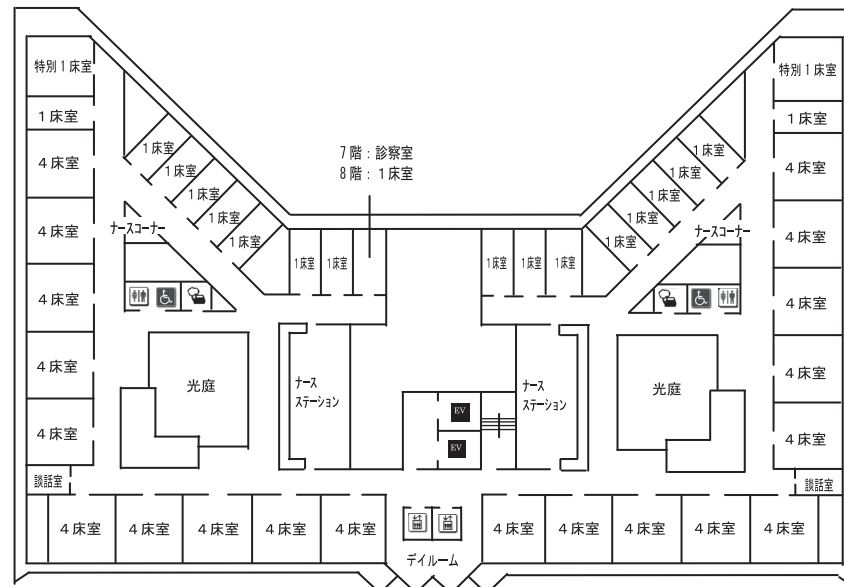 特別１床室
１床室
４床室
４床室
４床室
４床室
４床室
談話室
１床室
１床室
１床室
１床室
１床室
ナースコーナー
7 階 : 診察室
8 階 : １床室
1床室
1床室
光庭
ナース
ステーション
EV
EV
４床室
４床室
４床室
４床室
４床室
デイルーム
特別１床室
１床室
４床室
４床室
４床室
４床室
４床室
談話室
１床室
１床室
１床室
１床室
ナースコーナー
1床室
1床室
1床室
光庭
ナース
ステーション
４床室
４床室
４床室
４床室
４床室